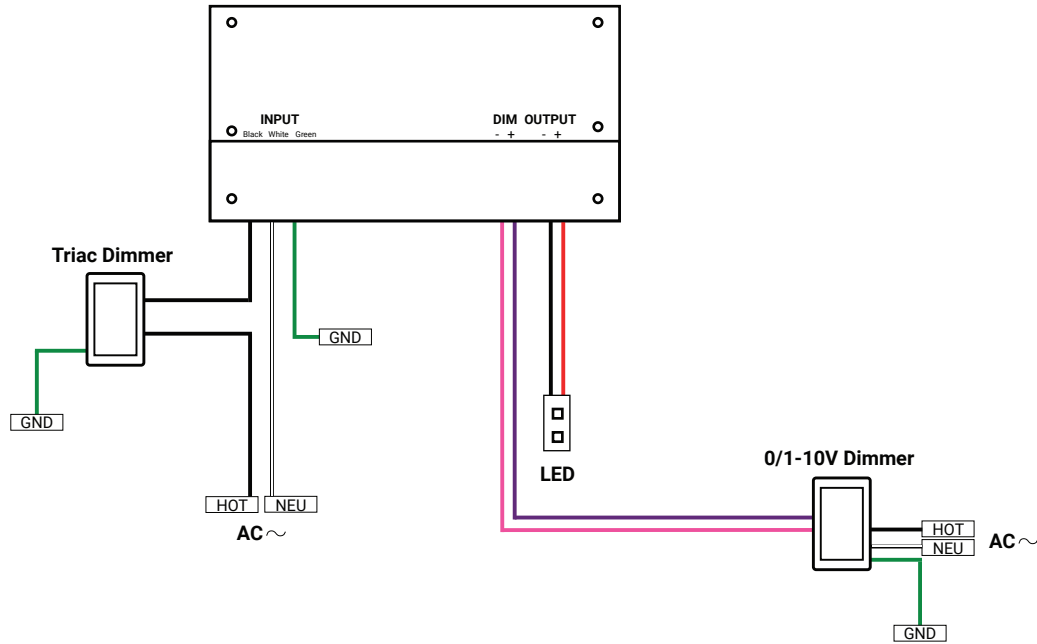 INPUT
Black White Green
DIM OUTPUT
- + - +
Triac Dimmer
GND
GND
HOT NEU
AC ~
LED
0/1-10V Dimmer
HOT
NEU
AC ~
GND